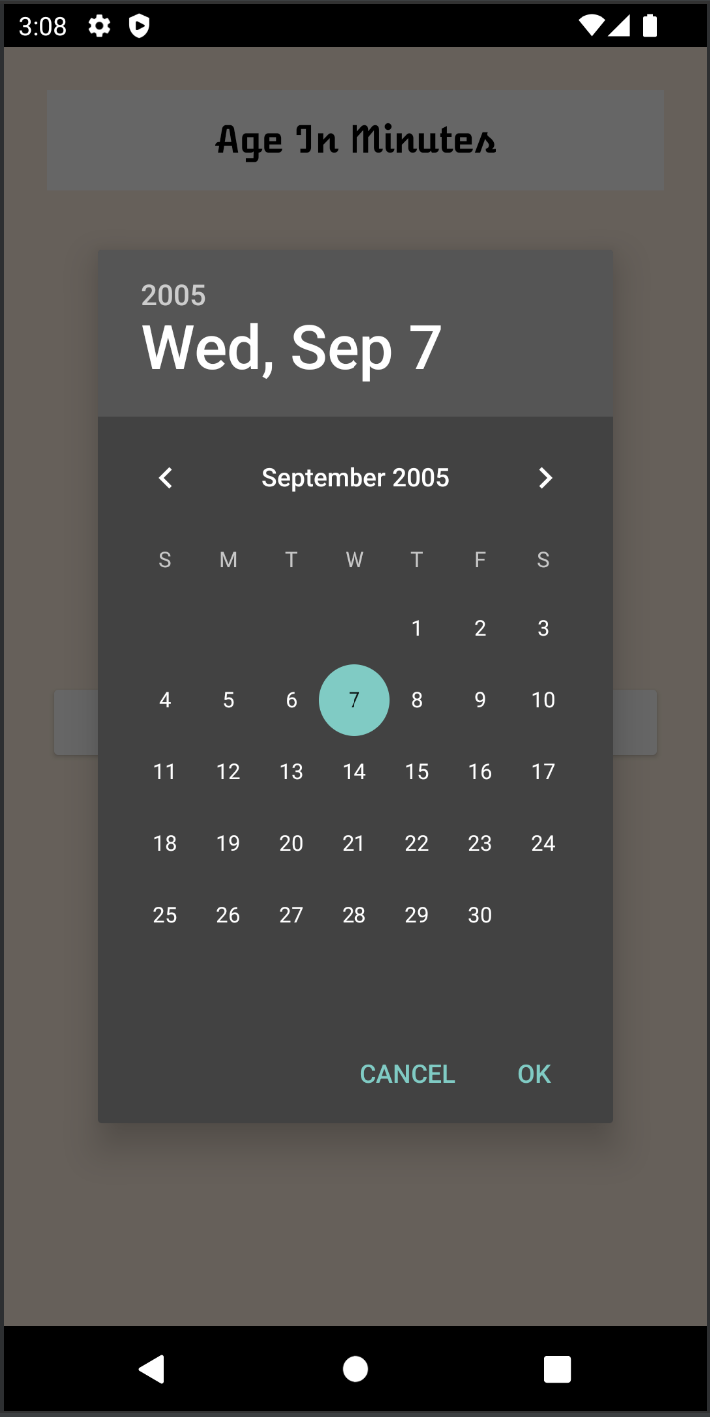 3:08
Age In Minutes
2005
Wed, Sep 7
September 2005
S M T W T F S
1 2 3
4 5 6 7 8 9 10
11 12 13 14 15 16 17
18 19 20 21 22 23 24
25 26 27 28 29 30
CANCEL OK